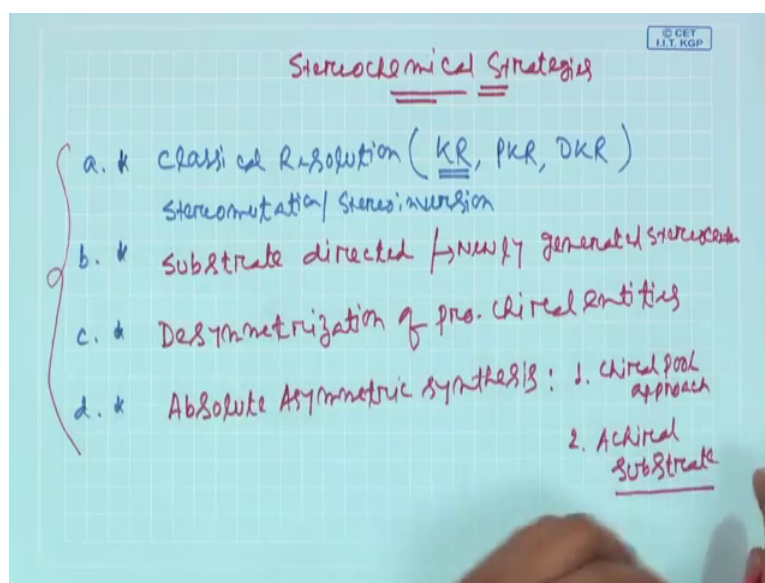 © CET
I.I.T. KGP
Stereochemical Strategies
a. * Classical Resolution ( KR, PKR, DKR )
Stereomutation/ Stereoinversion
b. * Substrate directed ↳ Newly generated stereocenter
c. * Desymmetrization of pro-chiral entities
d. * Absolute Asymmetric synthesis : 1. Chiral pool
approach
2. Achiral
substrate